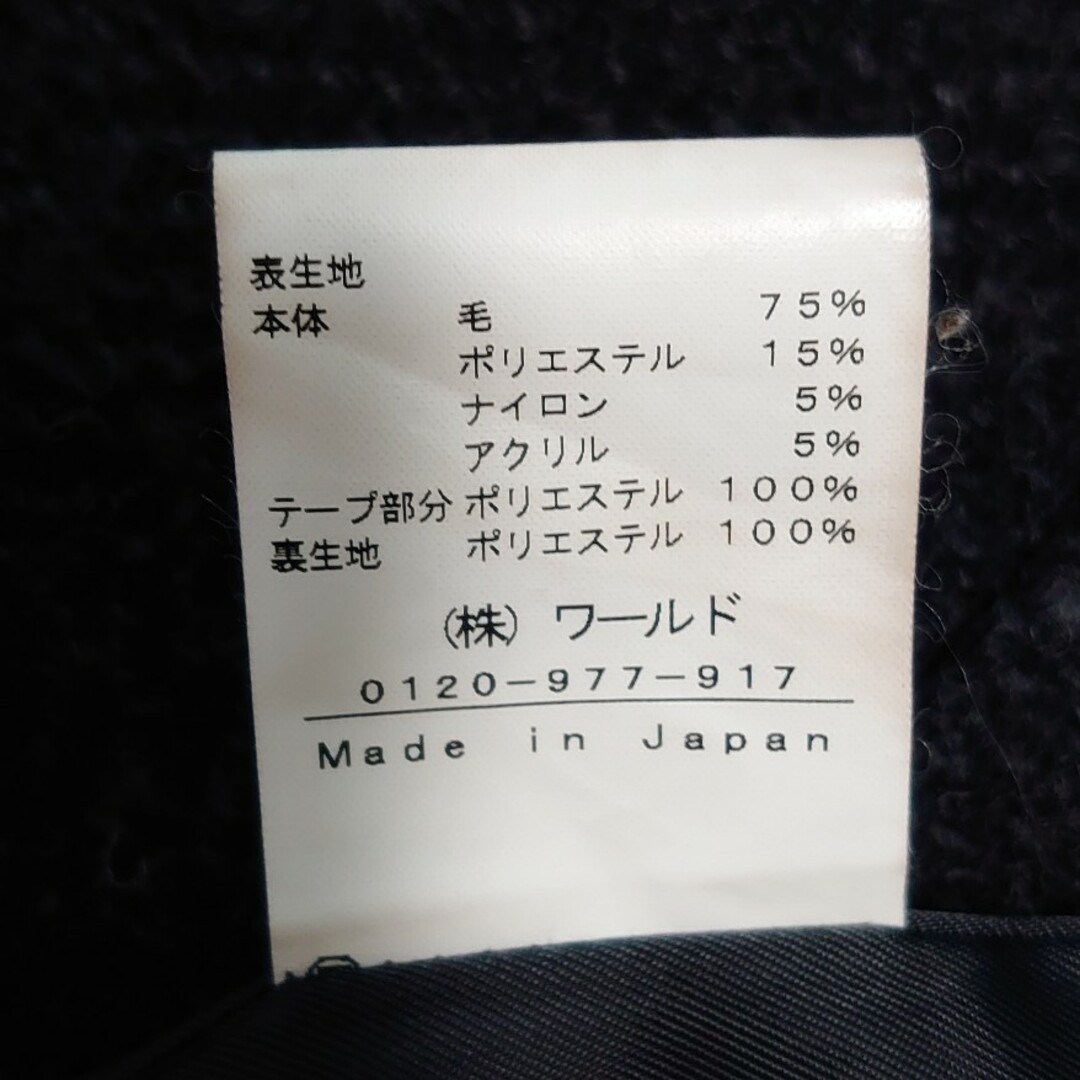 表生地
本体 毛 75%
ポリエステル 15%
ナイロン 5%
アクリル 5%
テープ部分 ポリエステル 100%
裏生地 ポリエステル 100%
(株) ワールド
0120-977-917
Made in Japan